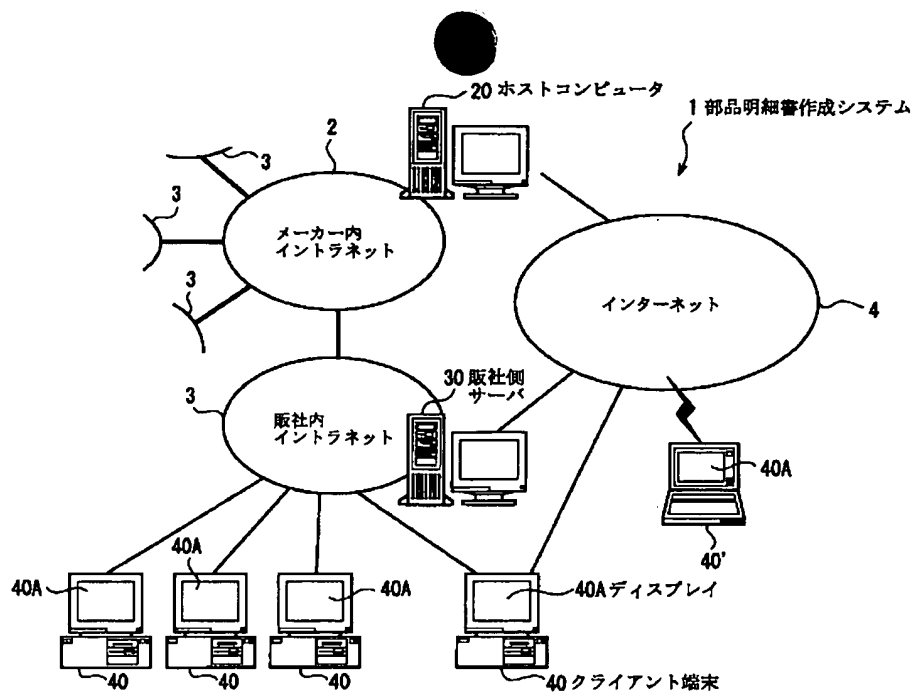 20 ホストコンピュータ
1 部品明細書作成システム
2
3
3
メーカー内
イントラネット
3
インターネット
4
30 販社側
サーバ
3
販社内
イントラネット
40A
40'
40A
40A
40A
40A ディスプレイ
40
40
40
40 クライアント端末